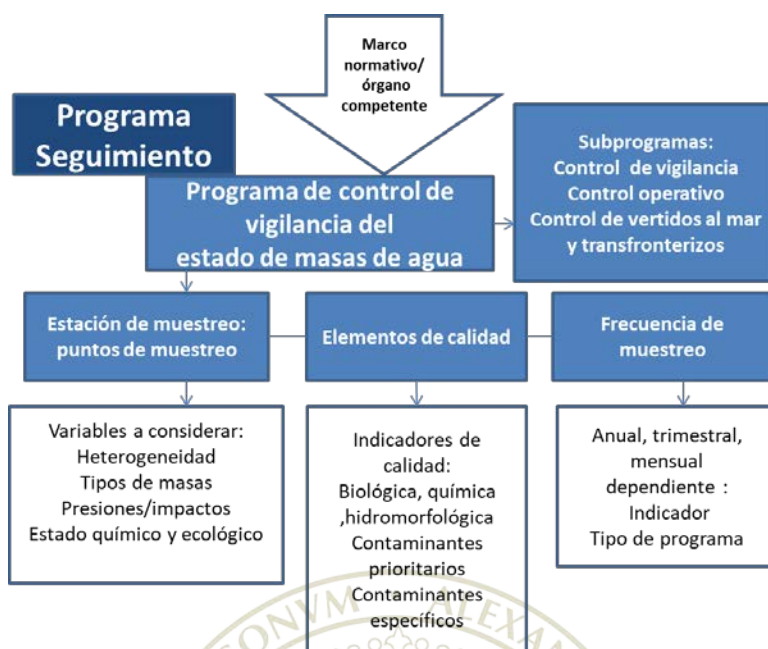 Marco
normativo/
órgano
competente
Programa
Seguimiento
Programa de control de
vigilancia del
estado de masas de agua
Subprogramas:
Control de vigilancia
Control operativo
Control de vertidos al mar
y transfronterizos
Estación de muestreo:
puntos de muestreo
Elementos de calidad
Frecuencia de
muestreo
Variables a considerar:
Heterogeneidad
Tipos de masas
Presiones/impactos
Estado químico y ecológico
Indicadores de
calidad:
Biológica, química
,hidromorfológica
Contaminantes
prioritarios
Contaminantes
específicos
Anual, trimestral,
mensual
dependiente :
Indicador
Tipo de programa